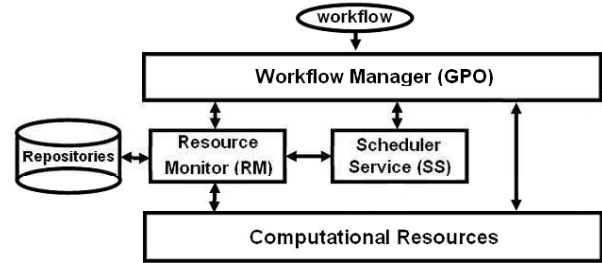 workflow
Workflow Manager (GPO)
Repositories
Resource
Monitor (RM)
Scheduler
Service (SS)
Computational Resources